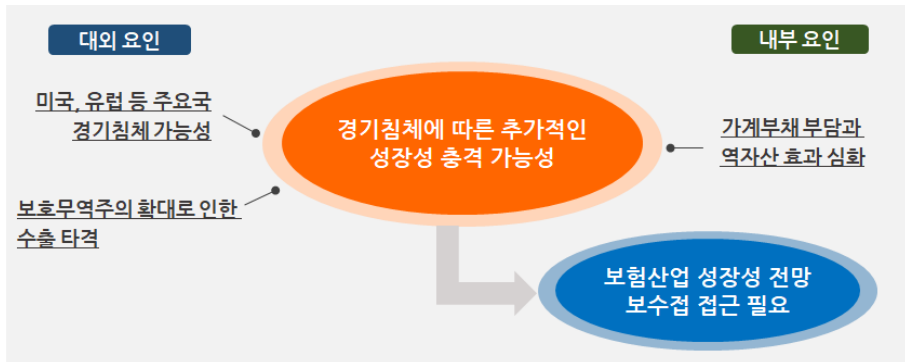 대외 요인
내부 요인
미국, 유럽 등 주요국
경기침체 가능성
보호무역주의 확대로 인한
수출 타격
경기침체에 따른 추가적인
성장성 충격 가능성
가계부채 부담과
역자산 효과 심화
보험산업 성장성 전망
보수접 접근 필요